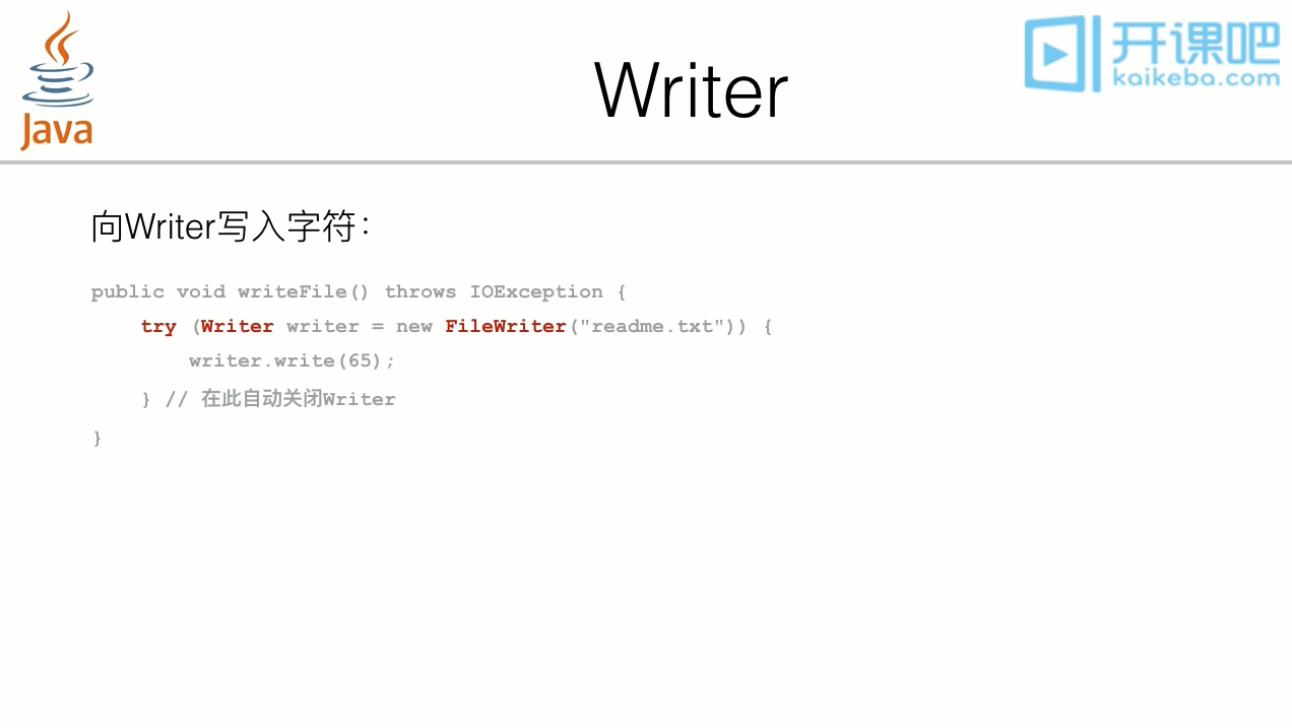 Java
Writer
开课吧
kaikeba.com
向Writer写入字符：
public void writeFile() throws IOException {
    try (Writer writer = new FileWriter("readme.txt")) {
        writer.write(65);
    } // 在此自动关闭Writer
}